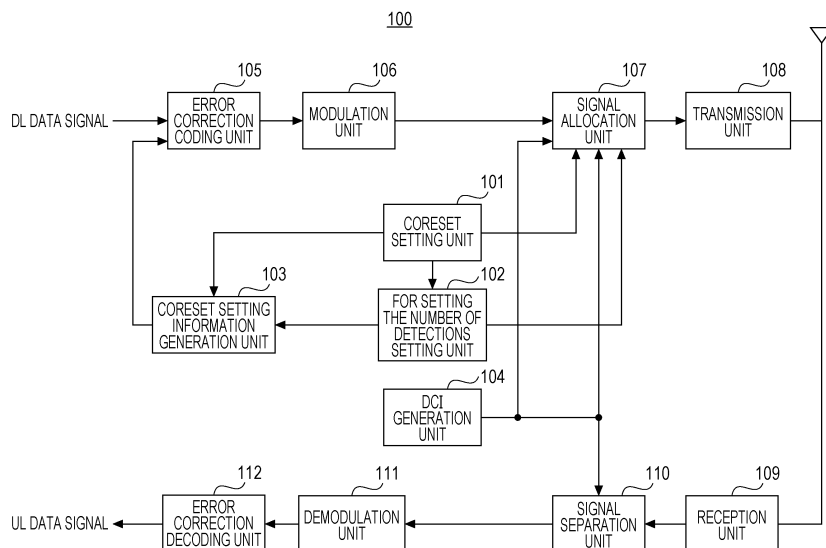 100
105
ERROR
CORRECTION
CODING UNIT
106
MODULATION
UNIT
107
SIGNAL
ALLOCATION
UNIT
108
TRANSMISSION
UNIT
DL DATA SIGNAL
101
CORESET
SETTING UNIT
103
CORESET SETTING
INFORMATION
GENERATION UNIT
102
FOR SETTING
THE NUMBER OF
DETECTIONS
SETTING UNIT
104
DCI
GENERATION
UNIT
112
ERROR
CORRECTION
DECODING UNIT
111
DEMODULATION
UNIT
110
SIGNAL
SEPARATION
UNIT
109
RECEPTION
UNIT
UL DATA SIGNAL